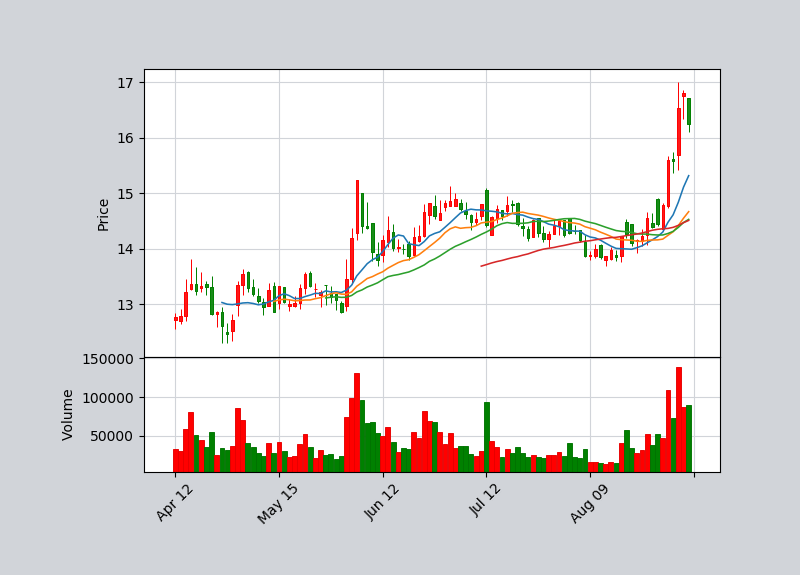 17
16
15
14
13
Price
150000
100000
50000
Volume
Apr 12
May 15
Jun 12
Jul 12
Aug 09